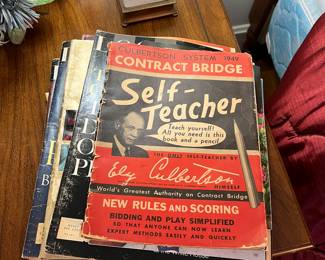 CULBERTSON SYSTEM 1949
CONTRACT BRIDGE
Self-
Teacher
Teach yourself!
All you need is this
book and a pencil
THE ONLY SELF-TEACHER BY
Ely Culbertson
HIMSELF
World's Greatest Authority on Contract Bridge
NEW RULES AND SCORING
BIDDING AND PLAY SIMPLIFIED
SO THAT ANYONE CAN NOW LEARN
EXPERT METHODS EASILY AND QUICKLY